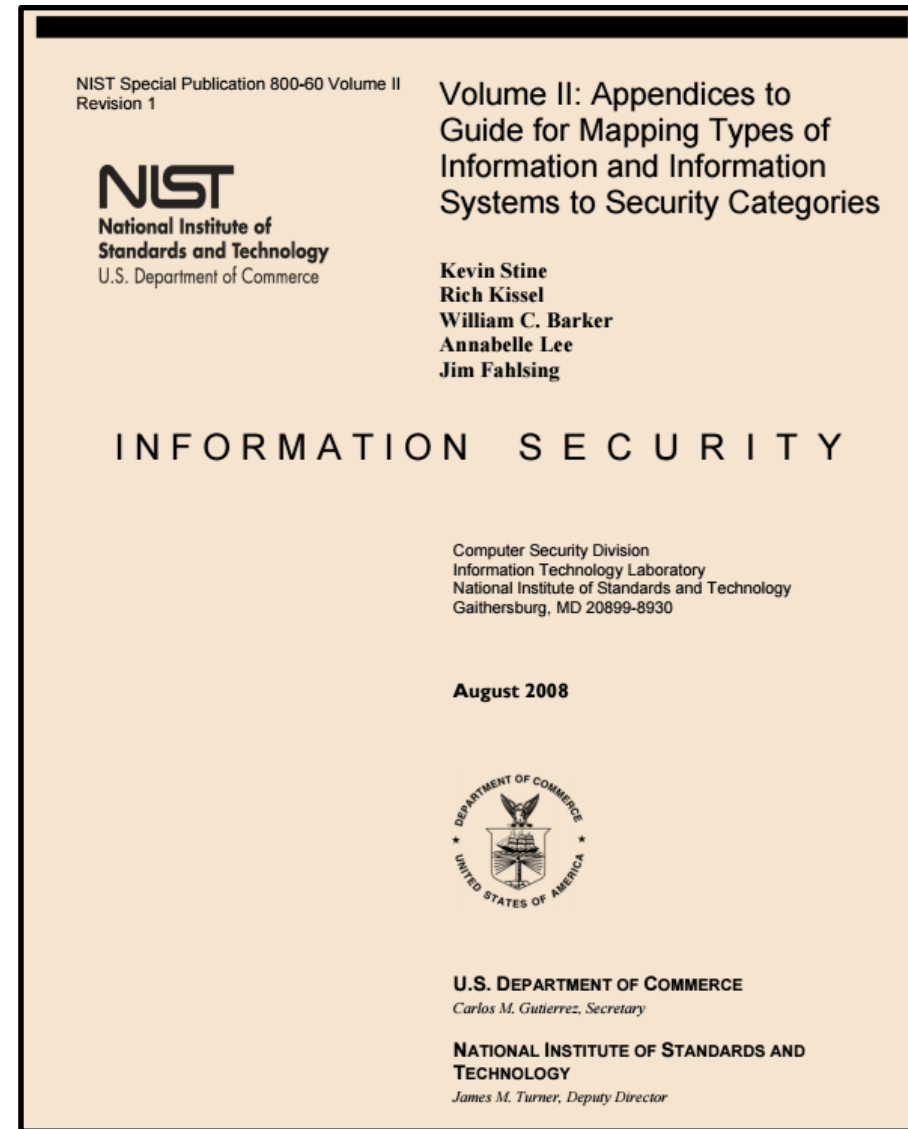 NIST Special Publication 800-60 Volume II
Revision 1
NIST
National Institute of
Standards and Technology
U.S. Department of Commerce
Volume II: Appendices to
Guide for Mapping Types of
Information and Information
Systems to Security Categories
Kevin Stine
Rich Kissel
William C. Barker
Annabelle Lee
Jim Fahlsing
INFORMATION SECURITY
Computer Security Division
Information Technology Laboratory
National Institute of Standards and Technology
Gaithersburg, MD 20899-8930
August 2008
DEPARTMENT OF COMMERCE
UNITED STATES OF AMERICA
U.S. DEPARTMENT OF COMMERCE
Carlos M. Gutierrez, Secretary
NATIONAL INSTITUTE OF STANDARDS AND
TECHNOLOGY
James M. Turner, Deputy Director